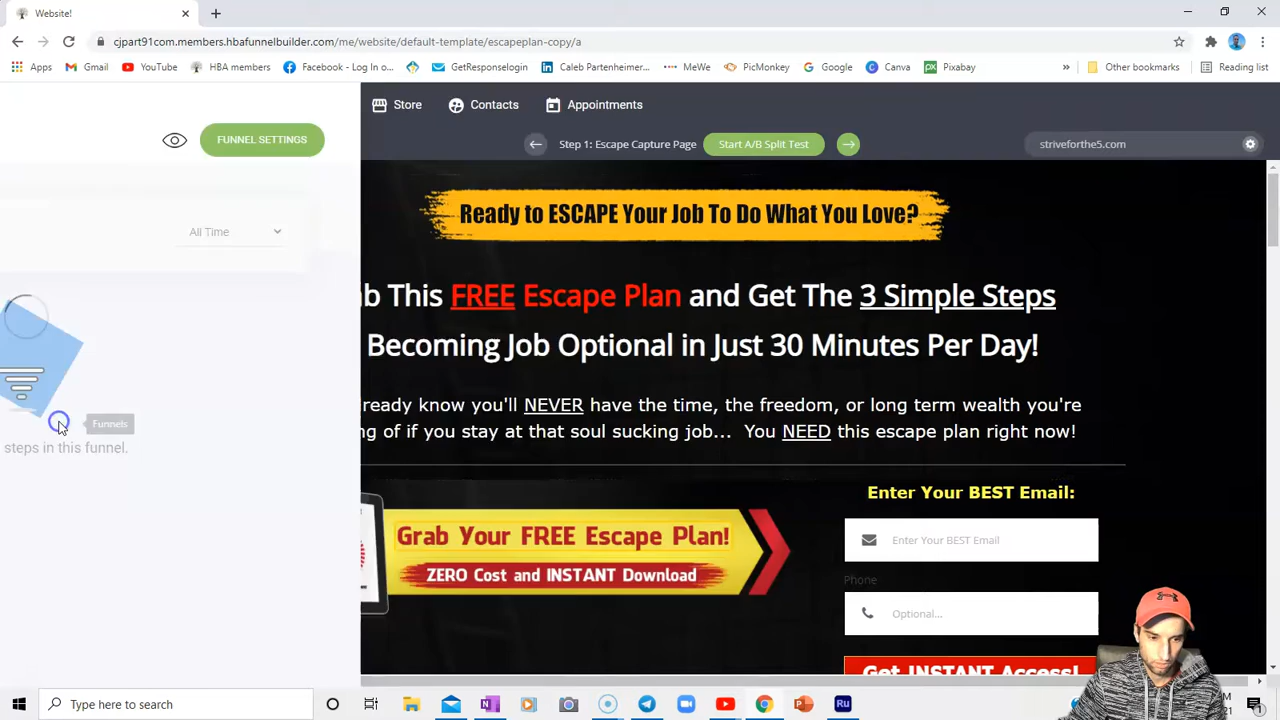 Website!
cjpart91com.members.hbafunnelbuilder.com/me/website/default-template/escapeplan-copy/a
Apps Gmail YouTube HBA members Facebook - Log In or... GetResponselogin Caleb Partenheimer... MeWe PicMonkey Google Canva Pixabay » Other bookmarks Reading list
Store Contacts Appointments
FUNNEL SETTINGS
Step 1: Escape Capture Page Start A/B Split Test striveforthe5.com
Ready to ESCAPE Your Job To Do What You Love?
All Time
b This FREE Escape Plan and Get The 3 Simple Steps
Becoming Job Optional in Just 30 Minutes Per Day!
lready know you'll NEVER have the time, the freedom, or long term wealth you're
g of if you stay at that soul sucking job... You NEED this escape plan right now!
Funnels
steps in this funnel.
Enter Your BEST Email:
Grab Your FREE Escape Plan!
Enter Your BEST Email
ZERO Cost and INSTANT Download
Phone
Optional...
Get INSTANT Access!
Type here to search